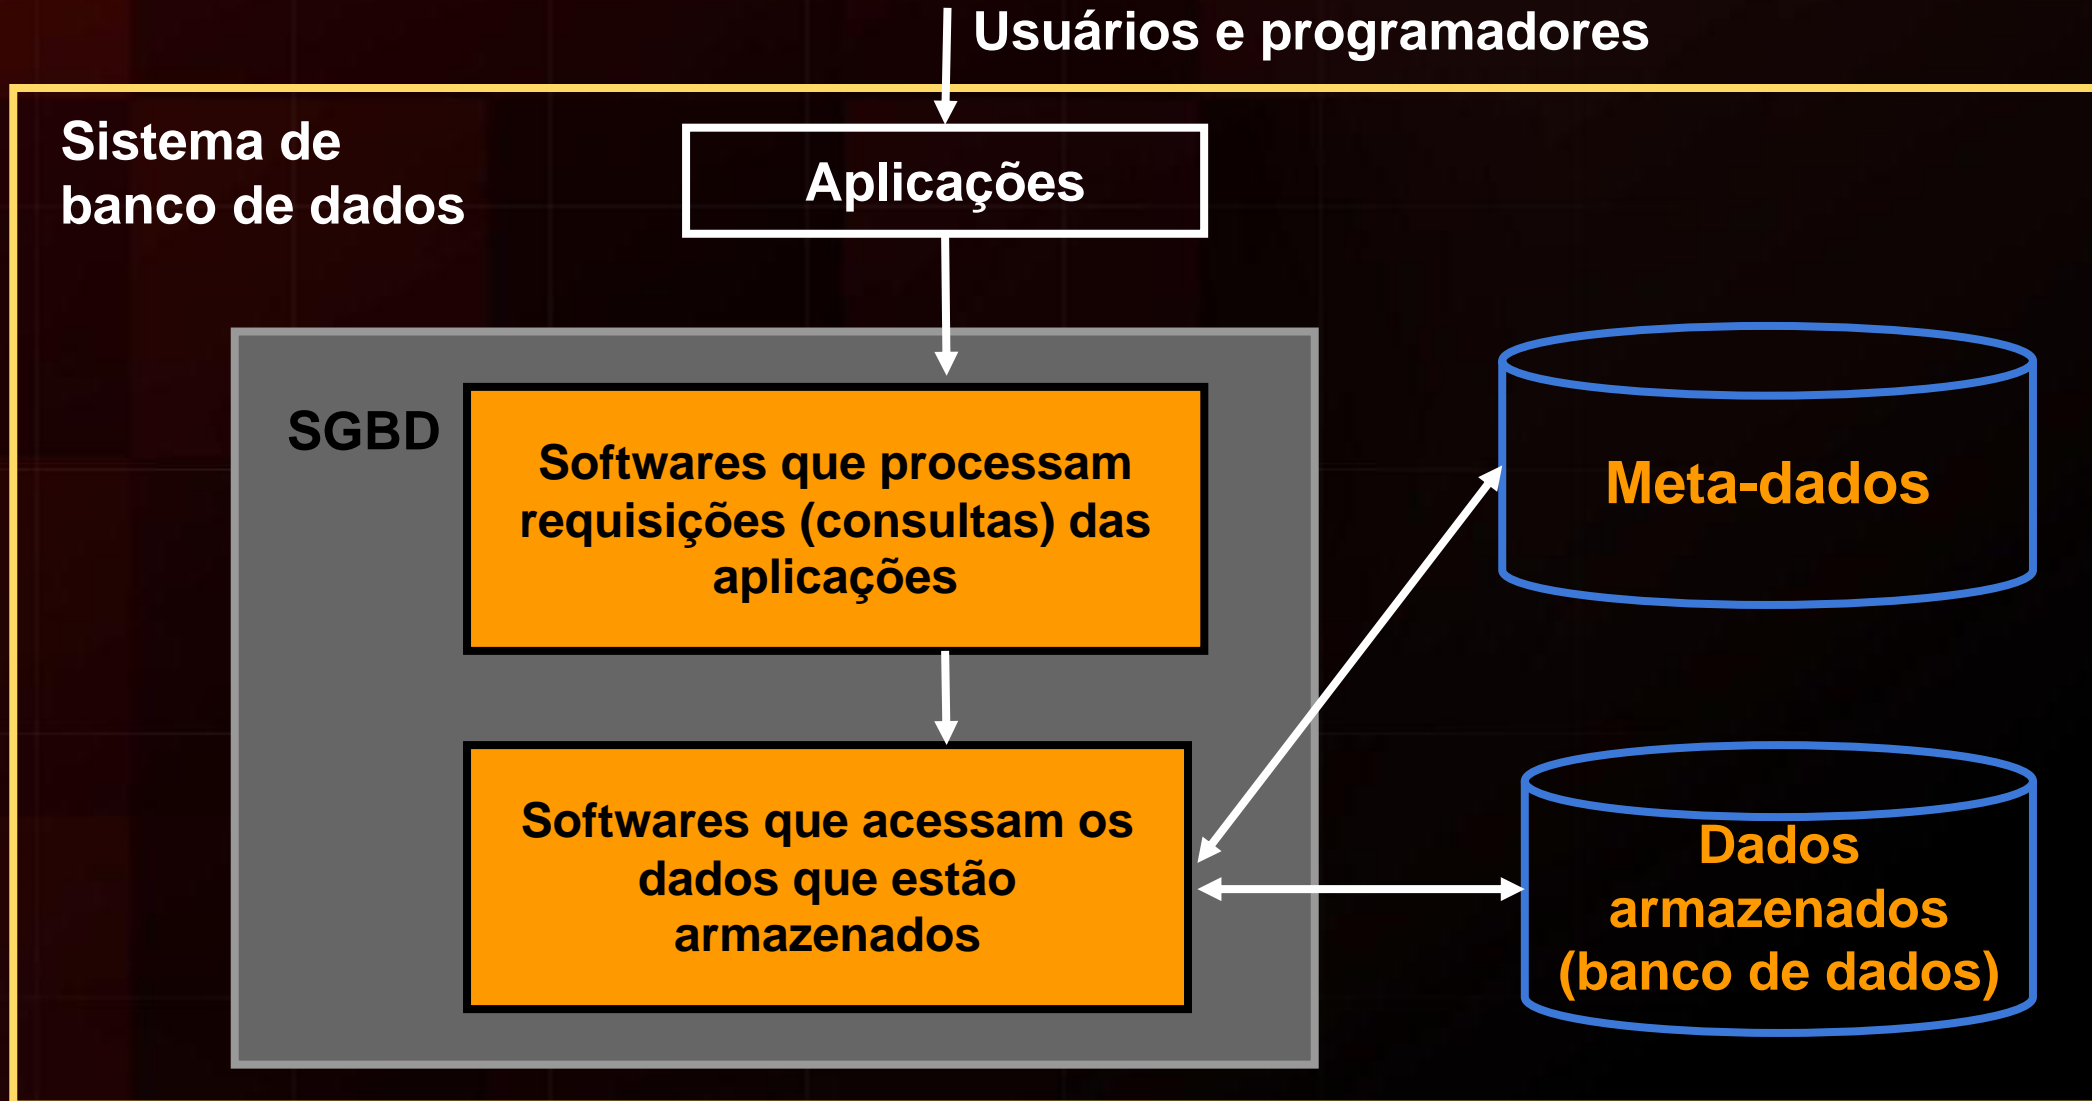 Usuários e programadores
Sistema de
banco de dados
Aplicações
SGBD
Softwares que processam
requisições (consultas) das
aplicações
Meta-dados
Softwares que acessam os
dados que estão
armazenados
Dados
armazenados
(banco de dados)